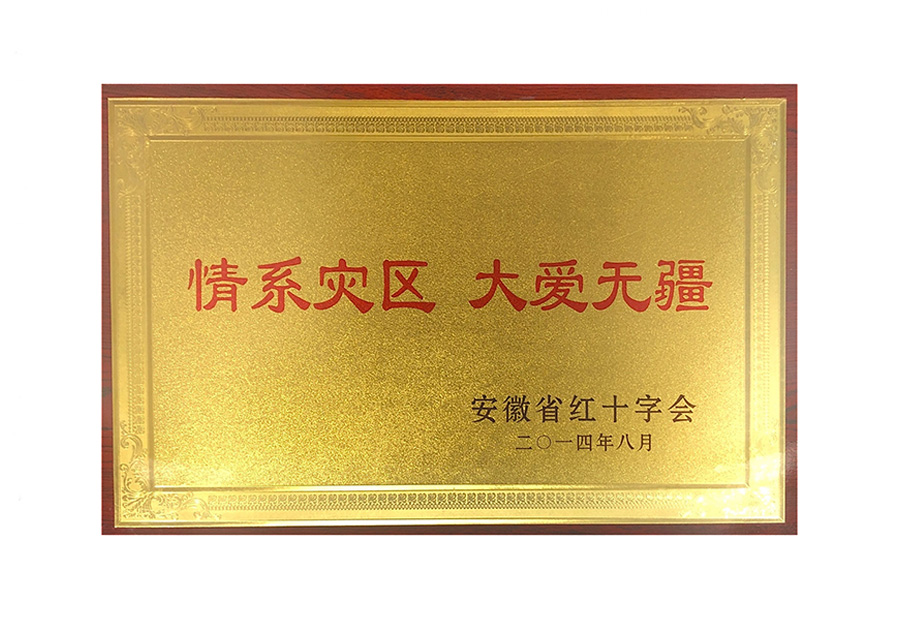 情系灾区 大爱无疆
安徽省红十字会
二〇一四年八月